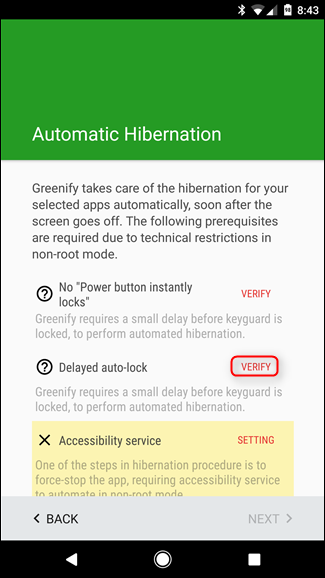 8:43
Automatic Hibernation
Greenify takes care of the hibernation for your
selected apps automatically, soon after the
screen goes off. The following prerequisites
are required due to technical restrictions in
non-root mode.
No "Power button instantly
locks"
VERIFY
Greenify requires a small delay before keyguard is
locked, to perform automated hibernation.
Delayed auto-lock
VERIFY
Greenify requires a small delay before keyguard is
locked, to perform automated hibernation.
Accessibility service
SETTING
One of the steps in hibernation procedure is to
force-stop the app, requiring accessibility service
to automate in non-root mode
BACK
NEXT